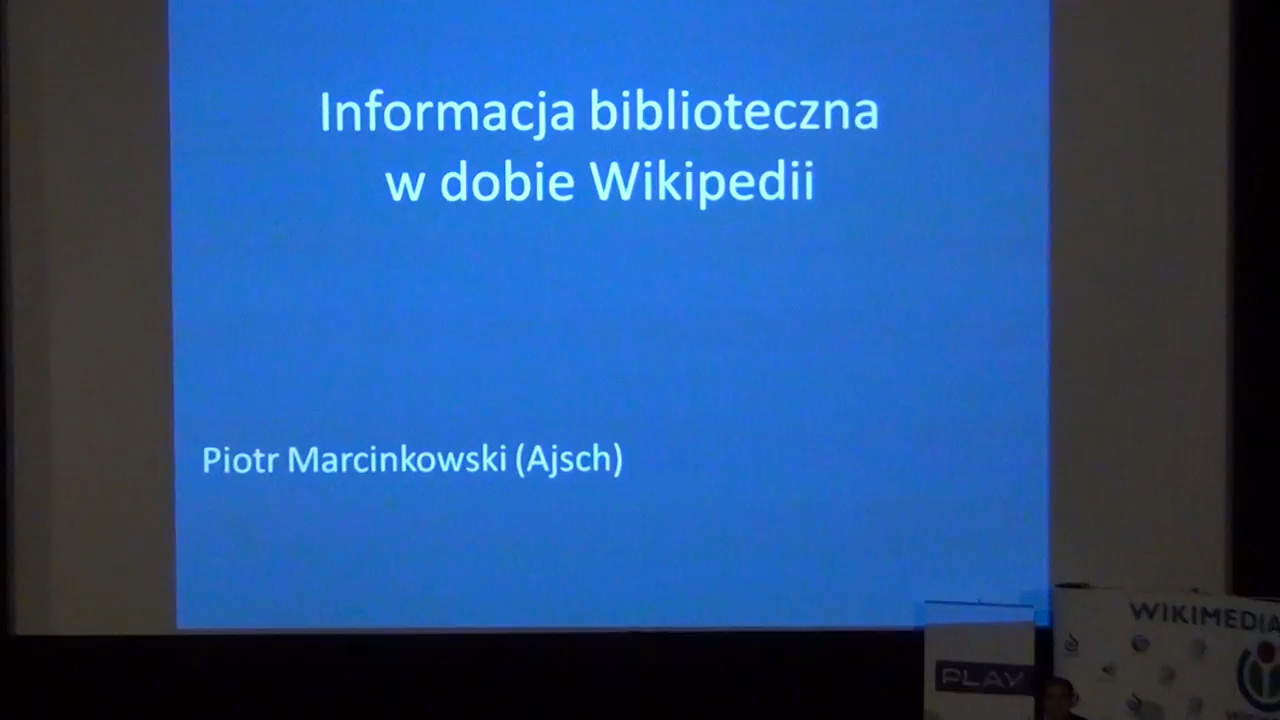 Informacja biblioteczna
w dobie Wikipedii
Piotr Marcinkowski (Ajsch)
WIKIMEDIA
PLAY